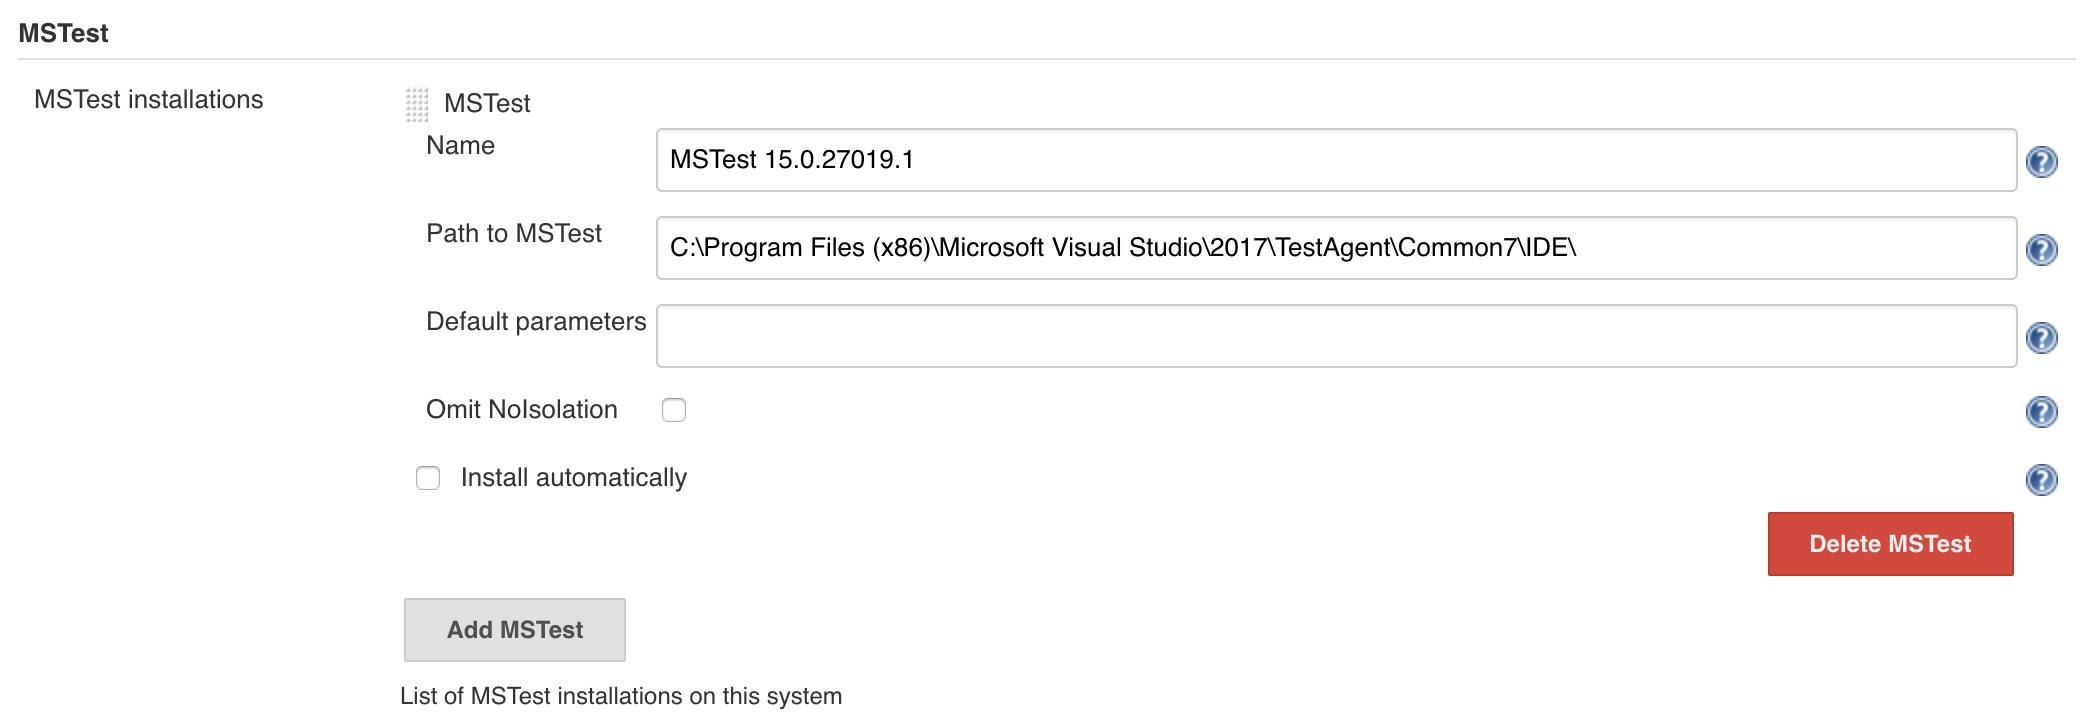 MSTest
MSTest installations
MSTest
Name
MSTest 15.0.27019.1
Path to MSTest
C:\Program Files (x86)\Microsoft Visual Studio\2017\TestAgent\Common7\IDE\
Default parameters
Omit NoIsolation
Install automatically
Delete MSTest
Add MSTest
List of MSTest installations on this system